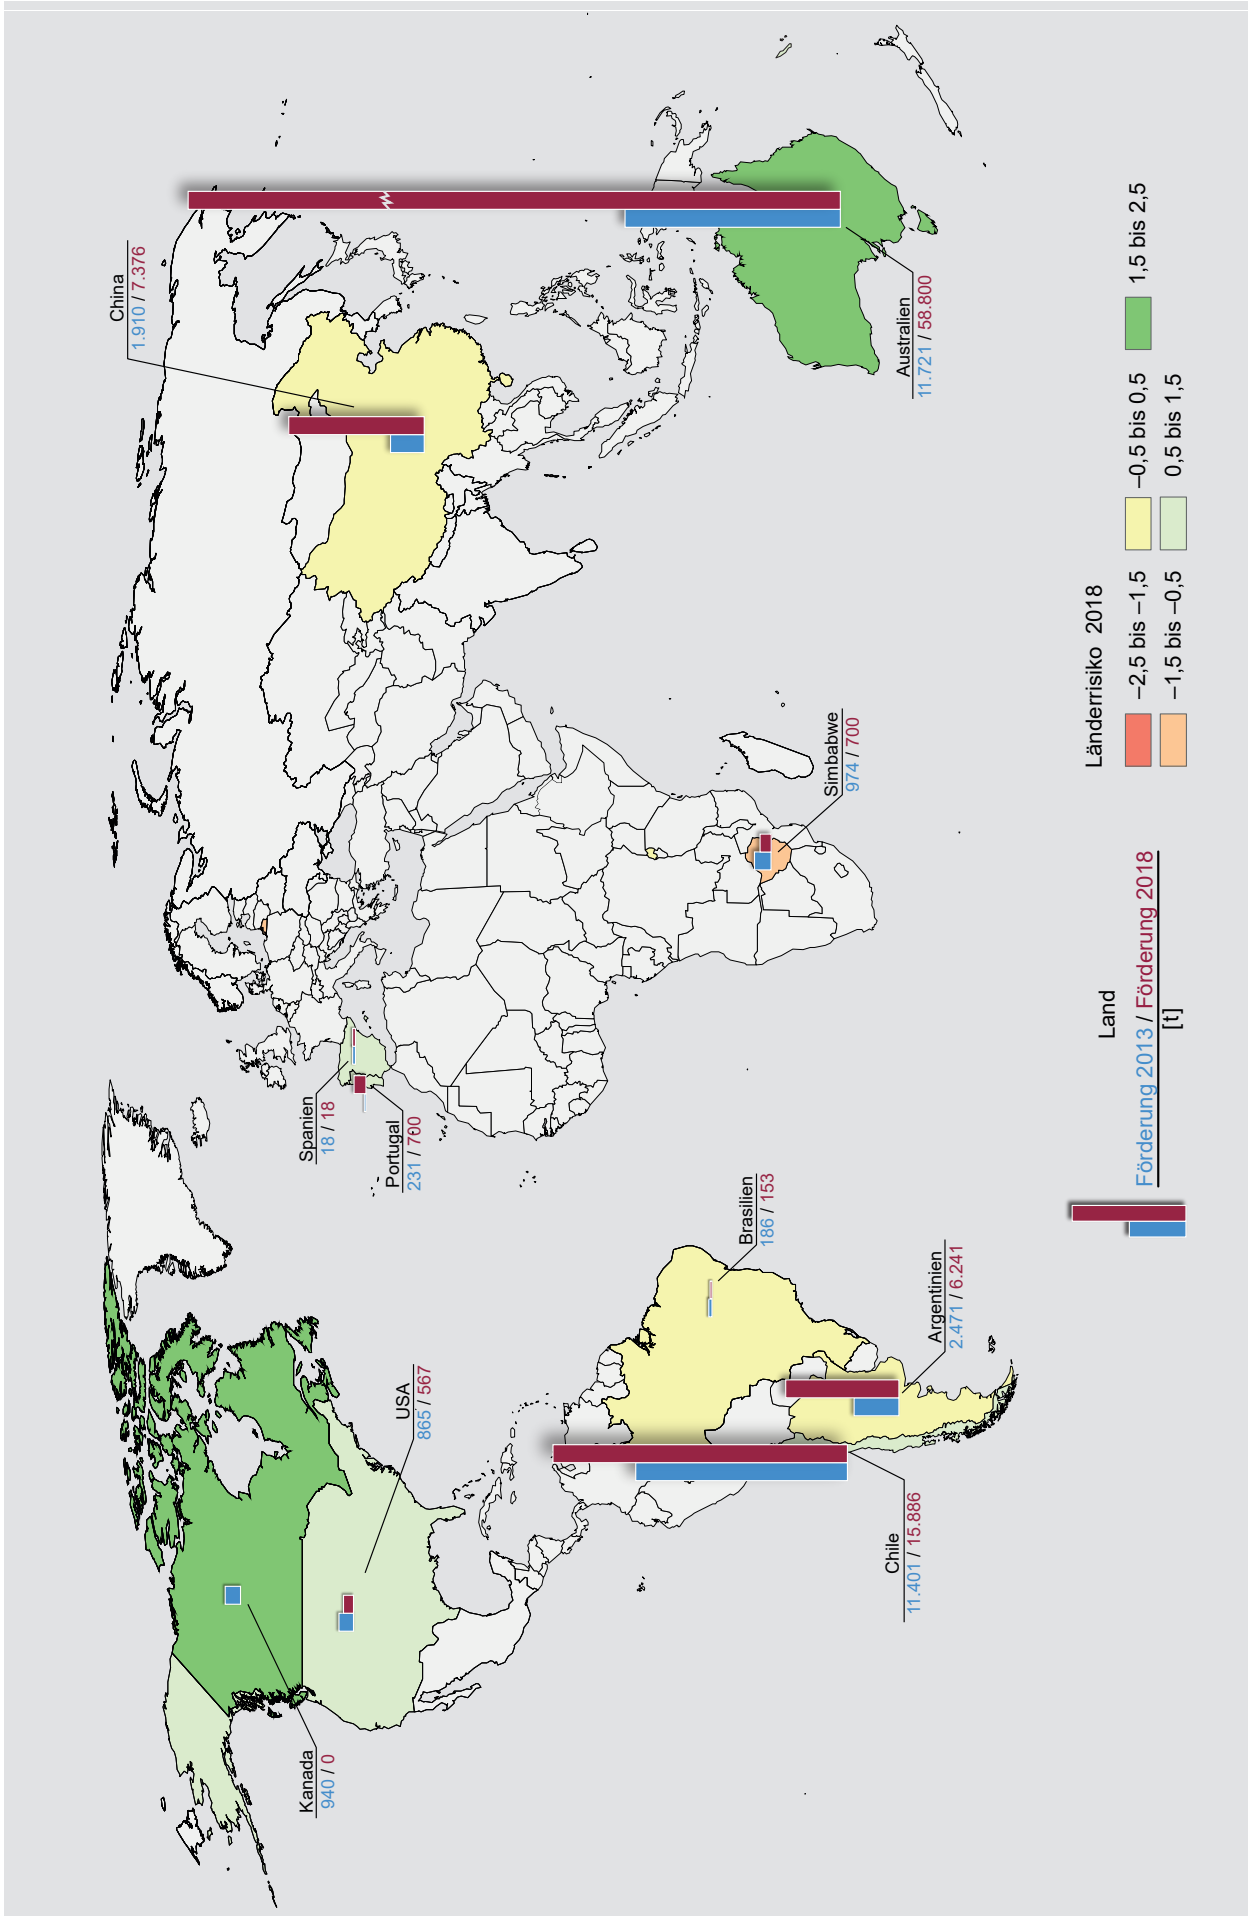 Kanada
940 / 0
USA
865 / 567
Spanien
18 / 18
Portugal
231 / 700
China
1.910 / 7.376
Brasilien
186 / 153
Argentinien
2.471 / 6.241
Chile
11.401 / 15.886
Simbabwe
974 / 700
Australien
11.721 / 58.800
Land
Förderung 2013 / Förderung 2018
[t]
Länderrisiko 2018
–2,5 bis –1,5
–0,5 bis 0,5
1,5 bis 2,5
–1,5 bis –0,5
0,5 bis 1,5